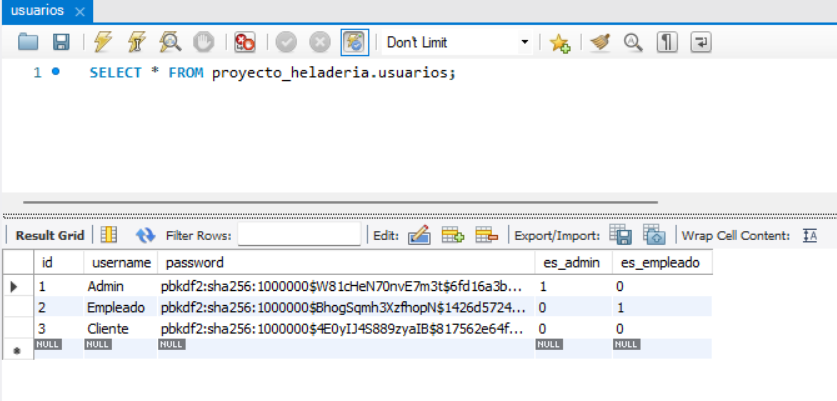 usuarios
Don't Limit
1 SELECT * FROM proyecto_heladeria.usuarios;
Result Grid Filter Rows: Edit: Export/Import: Wrap Cell Content:
id username password es_admin es_empleado
1 Admin pbkdf2:sha256:1000000$W81cHeN70nvE7m3t$6fd16a3b... 1 0
2 Empleado pbkdf2:sha256:1000000$BhogSqmh3XzfhopN$1426d5724... 0 1
3 Cliente pbkdf2:sha256:1000000$4E0yIJ4S889zyaIB$817562e64f... 0 0
NULL NULL NULL NULL NULL